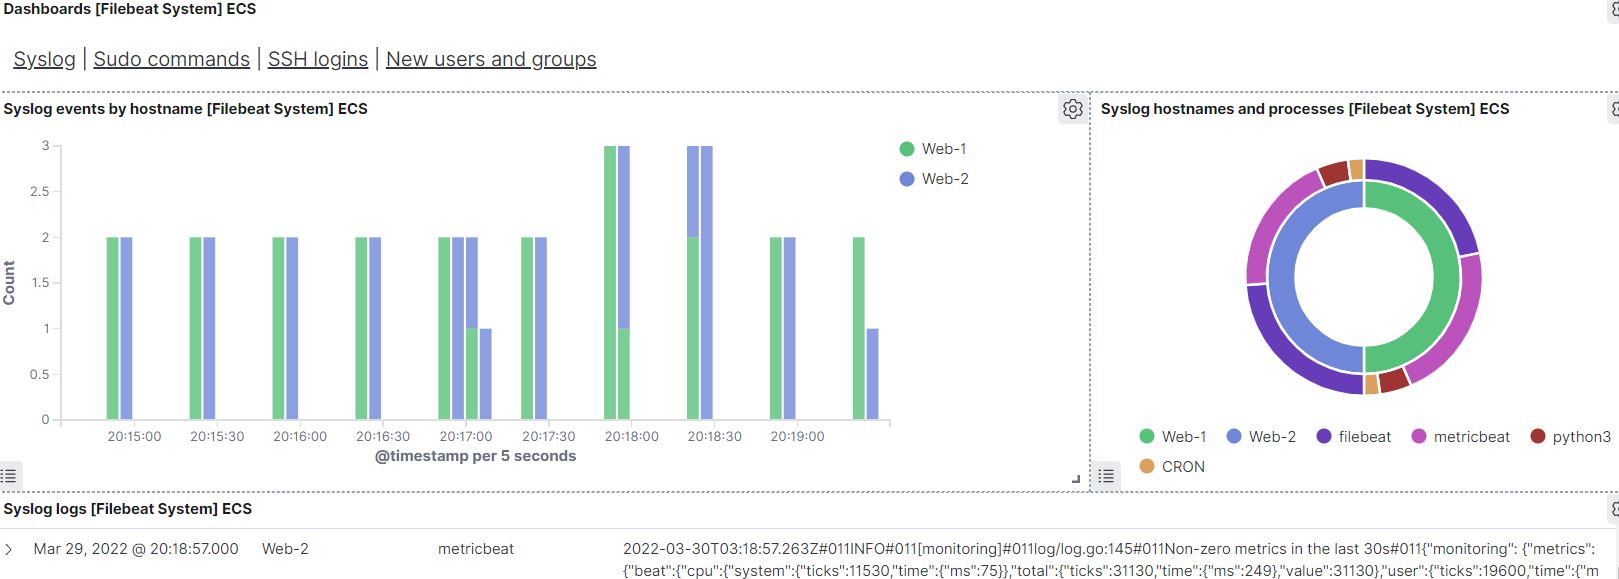 Dashboards [Filebeat System] ECS
Syslog | Sudo commands | SSH logins | New users and groups
Syslog events by hostname [Filebeat System] ECS
Count
3
2.5
2
1.5
1
0.5
0
20:15:00 20:15:30 20:16:00 20:16:30 20:17:00 20:17:30 20:18:00 20:18:30 20:19:00
@timestamp per 5 seconds
Web-1
Web-2
Syslog hostnames and processes [Filebeat System] ECS
Web-1 Web-2 filebeat metricbeat python3
CRON
Syslog logs [Filebeat System] ECS
Mar 29, 2022 @ 20:18:57.000 Web-2 metricbeat 2022-03-30T03:18:57.263Z#011INFO#011[monitoring]#011log/log.go:145#011Non-zero metrics in the last 30s#011{"monitoring": {"metrics":
{"beat":{"cpu":{"system":{"ticks":11530,"time":{"ms":75}},"total":{"ticks":31130,"time":{"ms":249},"value":31130},"user":{"ticks":19600,"time":{"m